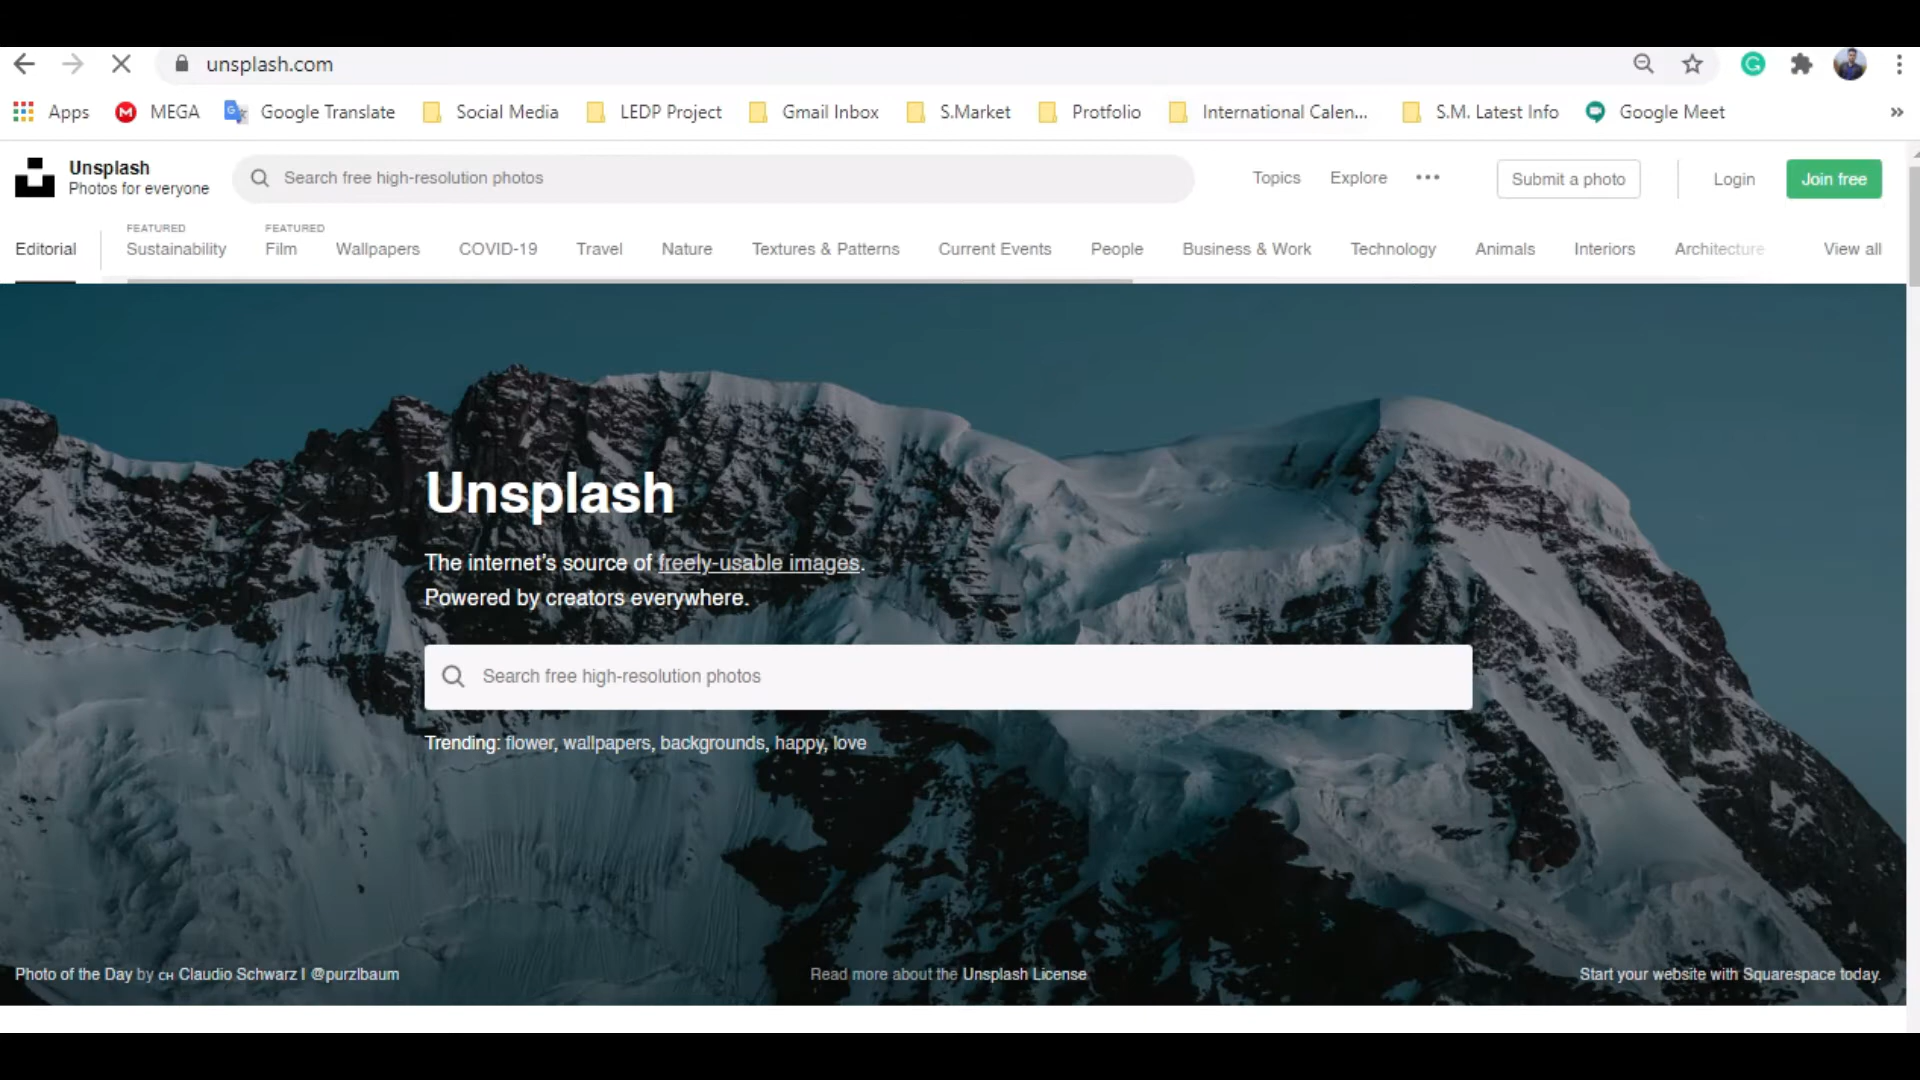 unsplash.com
Apps MEGA Google Translate Social Media LEDP Project Gmail Inbox S.Market Protfolio International Calen... S.M. Latest Info Google Meet »
Unsplash
Photos for everyone
Search free high-resolution photos
Topics Explore ••• Submit a photo Login Join free
FEATURED FEATURED
Editorial Sustainability Film Wallpapers COVID-19 Travel Nature Textures & Patterns Current Events People Business & Work Technology Animals Interiors Architecture View all
Unsplash
The internet's source of freely-usable images.
Powered by creators everywhere.
Search free high-resolution photos
Trending: flower, wallpapers, backgrounds, happy, love
Photo of the Day by CH Claudio Schwarz | @purzlbaum
Read more about the Unsplash License
Start your website with Squarespace today.